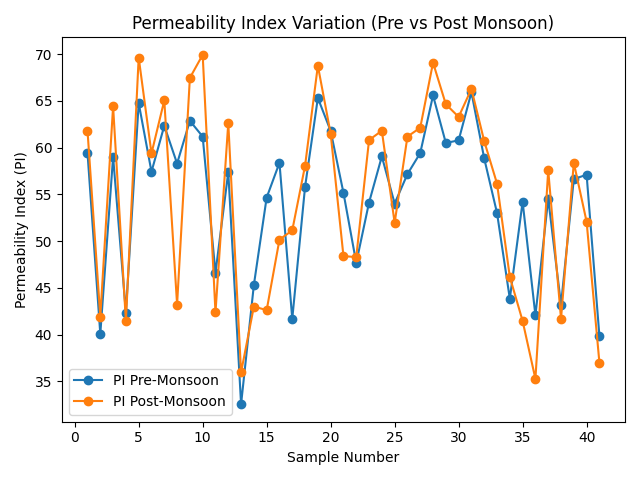 Permeability Index Variation (Pre vs Post Monsoon)
Permeability Index (PI)
70
65
60
55
50
45
40
35
PI Pre-Monsoon
PI Post-Monsoon
0 5 10 15 20 25 30 35 40
Sample Number